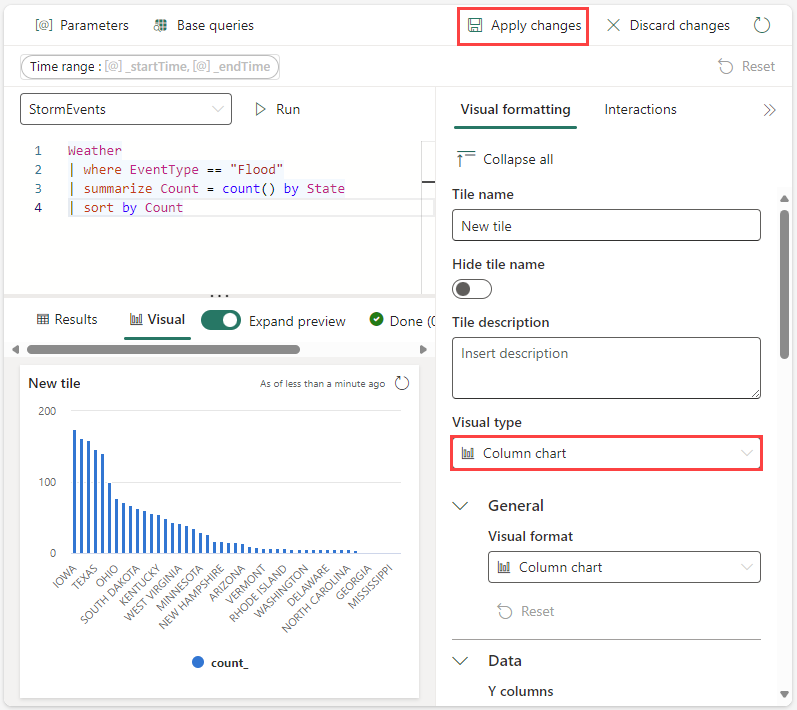 Parameters Base queries Apply changes Discard changes
Time range : [@] _startTime, [@] _endTime Reset
StormEvents Run
Visual formatting Interactions
1 Weather
2 | where EventType == "Flood"
3 | summarize Count = count() by State
4 | sort by Count
Results Visual Expand preview Done (0
New tile As of less than a minute ago
200
100
0
IOWA
TEXAS
OHIO
SOUTH DAKOTA
KENTUCKY
WEST VIRGINIA
MINNESOTA
NEW HAMPSHIRE
ARIZONA
VERMONT
RHODE ISLAND
WASHINGTON
DELAWARE
NORTH CAROLINA
GEORGIA
MISSISSIPPI
count_
Collapse all
Tile name
New tile
Hide tile name
Tile description
Insert description
Visual type
Column chart
General
Visual format
Column chart
Reset
Data
Y columns